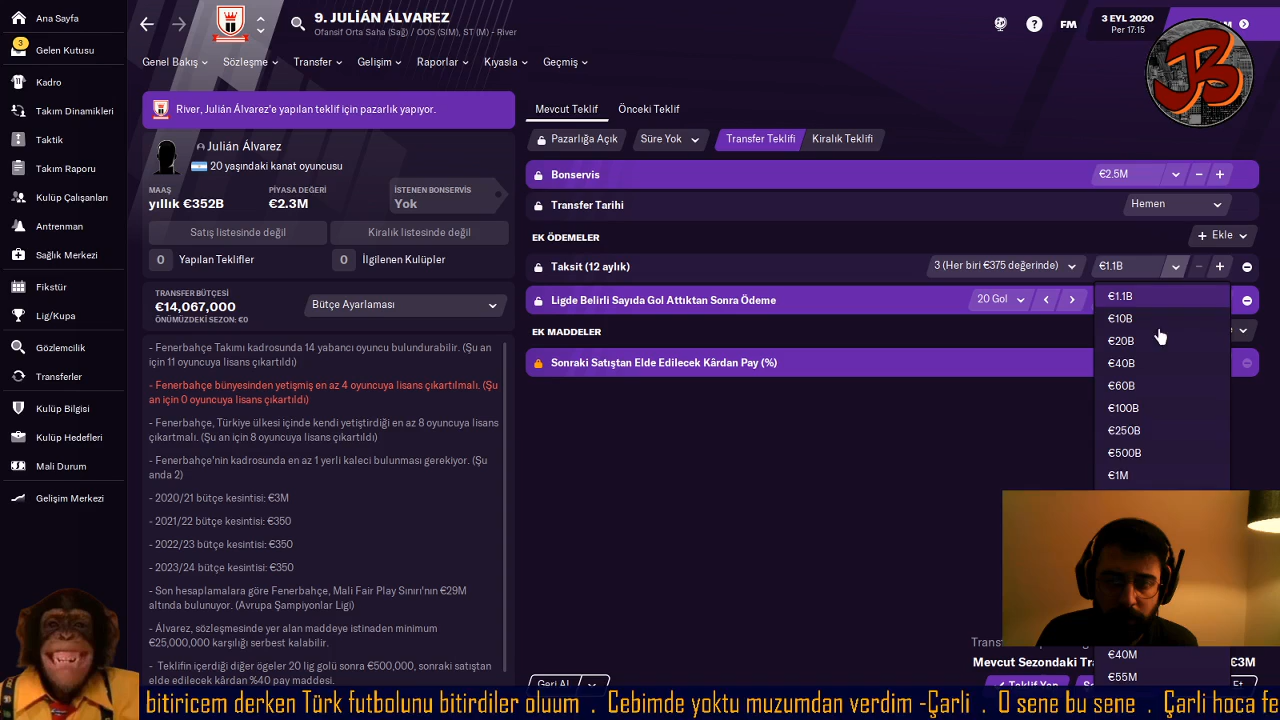 Ana Sayfa
3
Gelen Kutusu
Kadro
Takım Dinamikleri
Taktik
Takım Raporu
Kulüp Çalışanları
Antrenman
Sağlık Merkezi
Fikstür
Lig/Kupa
Gözlemcilik
Transferler
Kulüp Bilgisi
Kulüp Hedefleri
Mali Durum
Gelişim Merkezi
9. JULIÁN ÁLVAREZ
Ofansif Orta Saha (Sağ) / OOS (SIM), ST (M) - River
FM
3 EYL 2020
Per 17:15
Genel Bakış
Sözleşme
Transfer
Gelişim
Raporlar
Kıyasla
Geçmiş
River, Julián Álvarez'e yapılan teklif için pazarlık yapıyor.
Julián Álvarez
20 yaşındaki kanat oyuncusu
MAAŞ
yıllık €352B
PİYASA DEĞERİ
€2.3M
İSTENEN BONSERVİS
Yok
Satış listesinde değil
Kiralık listesinde değil
0 Yapılan Teklifler
0 İlgilenen Kulüpler
TRANSFER BÜTÇESİ
€14,067,000
ÖNÜMÜZDEKİ SEZON: €0
Bütçe Ayarlaması
- Fenerbahçe Takımı kadrosunda 14 yabancı oyuncu bulundurabilir. (Şu
an için 11 oyuncuya lisans çıkartıldı)
- Fenerbahçe bünyesinden yetişmiş en az 4 oyuncuya lisans çıkartılmalı. (Şu
an için 0 oyuncuya lisans çıkartıldı)
- Fenerbahçe, Türkiye ülkesi içinde kendi yetiştirdiği en az 8 oyuncuya lisans
çıkartmalı. (Şu an için 8 oyuncuya lisans çıkartıldı)
- Fenerbahçe'nin kadrosunda en az 1 yerli kaleci bulunması gerekiyor. (Şu
anda 2)
- 2020/21 bütçe kesintisi: €3M
- 2021/22 bütçe kesintisi: €350
- 2022/23 bütçe kesintisi: €350
- 2023/24 bütçe kesintisi: €350
- Son hesaplamalara göre Fenerbahçe, Mali Fair Play Sınırı'nın €29M
altında bulunuyor. (Avrupa Şampiyonlar Ligi)
- Álvarez, sözleşmesinde yer alan maddeye istinaden minimum
€25,000,000 karşılığı serbest kalabilir.
- Teklifin içerdiği diğer ögeler 20 lig golü sonra €500,000, sonraki satıştan
elde edilecek kârdan %40 pay maddesi.
Mevcut Teklif
Önceki Teklif
Pazarlığa Açık
Süre Yok
Transfer Teklifi
Kiralık Teklifi
Bonservis
€2.5M
Transfer Tarihi
Hemen
EK ÖDEMELER
Ekle
Taksit (12 aylık)
3 (Her biri €375 değerinde)
€1.1B
Ligde Belirli Sayıda Gol Attıktan Sonra Ödeme
20 Gol
EK MADDELER
Sonraki Satıştan Elde Edilecek Kârdan Pay (%)
€1.1B
€10B
€20B
€40B
€60B
€100B
€250B
€500B
€1M
€40M
€55M
Mevcut Sezondaki Tra
€3M
Geri Al
Teklif Yap
Et
JB
bitiricem derken Türk futbolunu bitirdiler oluum . Cebimde yoktu muzumdan verdim -Çarli . O sene bu sene . Çarli hoca fe